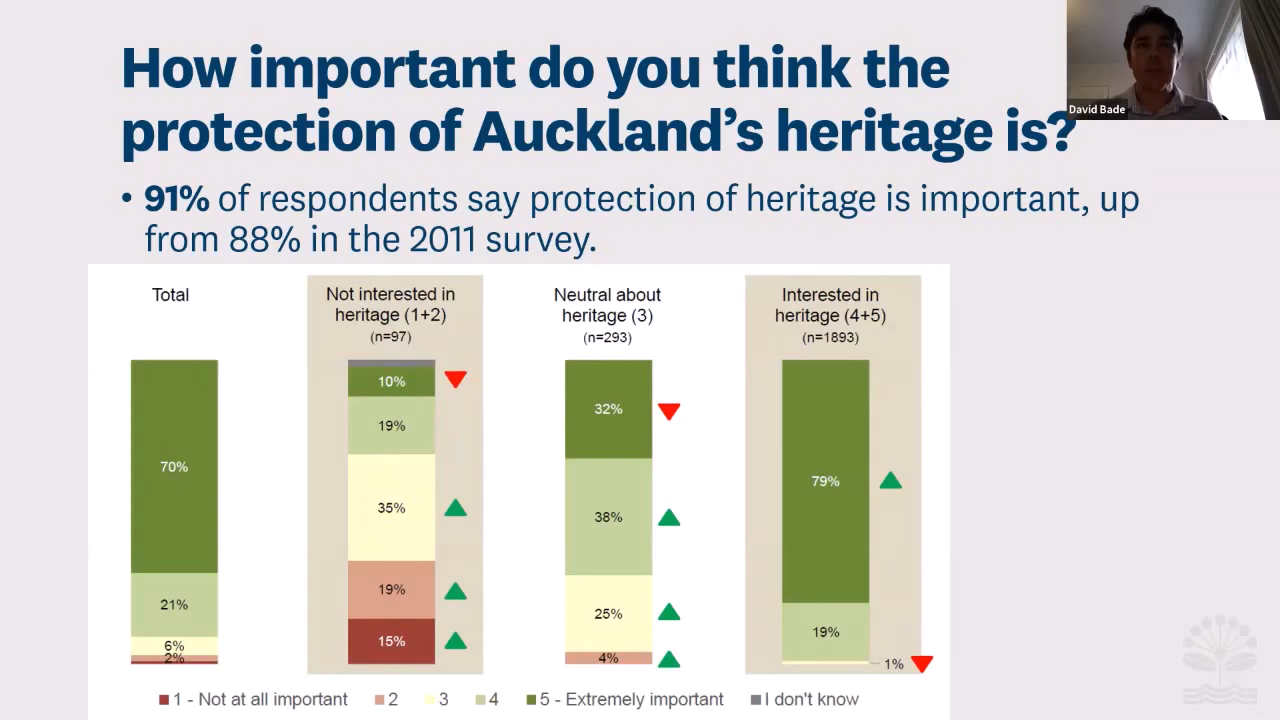 How important do you think the
protection of Auckland's heritage is?
David Bade
• 91% of respondents say protection of heritage is important, up
from 88% in the 2011 survey.
Total
Not interested in
heritage (1+2)
(n=97)
Neutral about
heritage (3)
(n=293)
Interested in
heritage (4+5)
(n=1893)
70%
21%
6%
2%
10%
19%
35%
19%
15%
32%
38%
25%
4%
79%
19%
1%
1 - Not at all important 2 3 4 5 - Extremely important I don't know